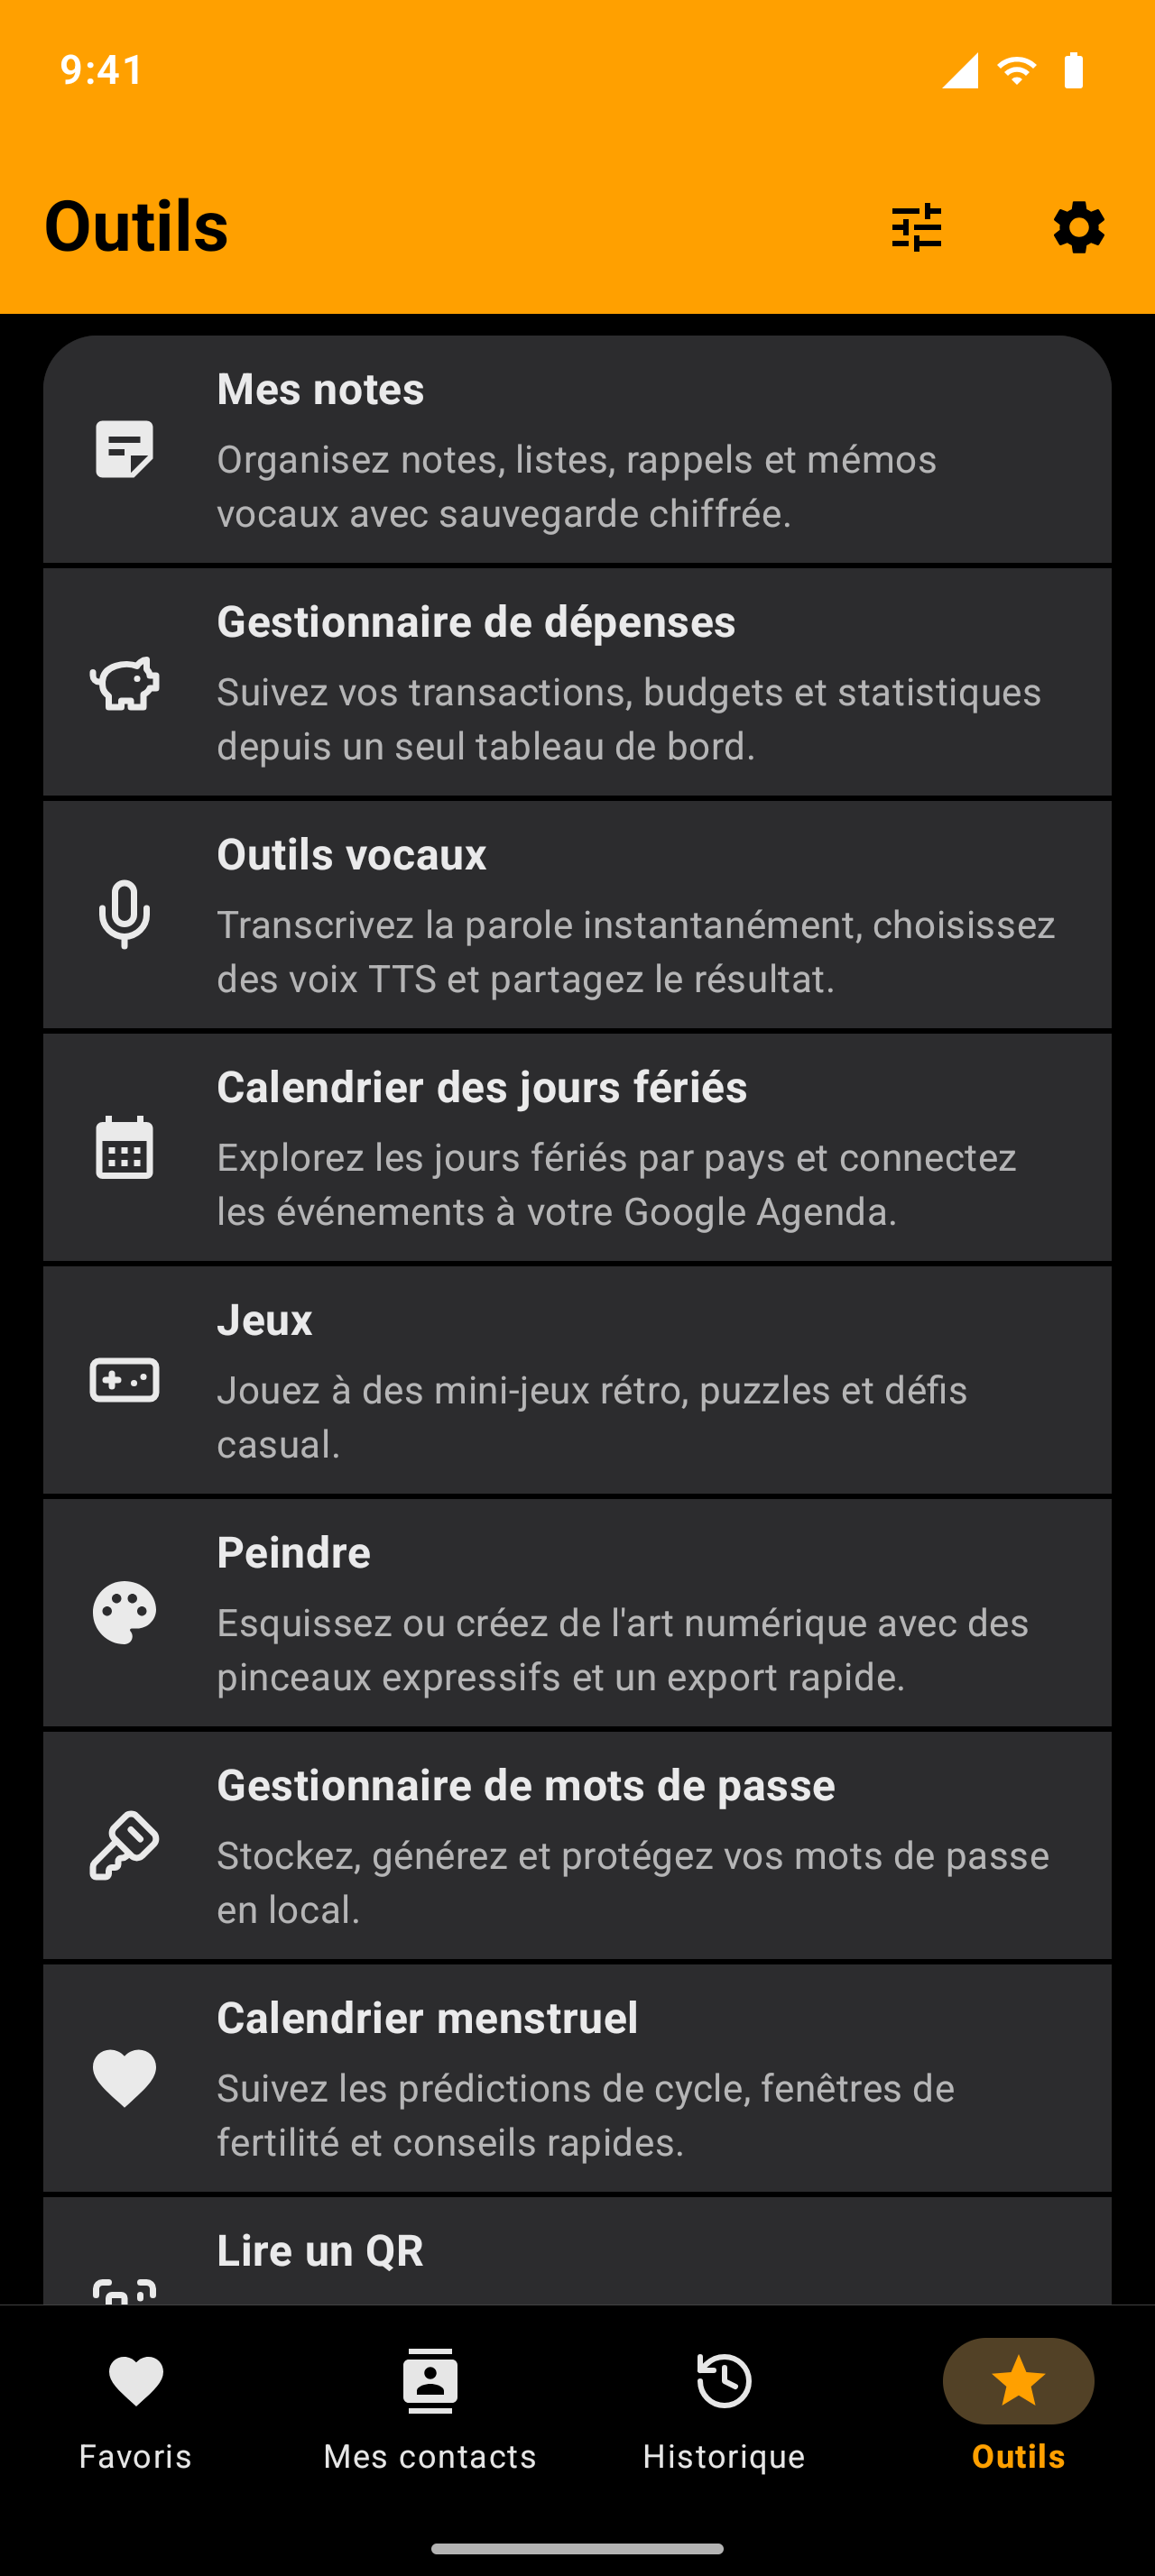 9:41
Outils
Mes notes
Organisez notes, listes, rappels et mémos
vocaux avec sauvegarde chiffrée.
Gestionnaire de dépenses
Suivez vos transactions, budgets et statistiques
depuis un seul tableau de bord.
Outils vocaux
Transcrivez la parole instantanément, choisissez
des voix TTS et partagez le résultat.
Calendrier des jours fériés
Explorez les jours fériés par pays et connectez
les événements à votre Google Agenda.
Jeux
Jouez à des mini-jeux rétro, puzzles et défis
casual.
Peindre
Esquissez ou créez de l'art numérique avec des
pinceaux expressifs et un export rapide.
Gestionnaire de mots de passe
Stockez, générez et protégez vos mots de passe
en local.
Calendrier menstruel
Suivez les prédictions de cycle, fenêtres de
fertilité et conseils rapides.
Lire un QR
Favoris
Mes contacts
Historique
Outils